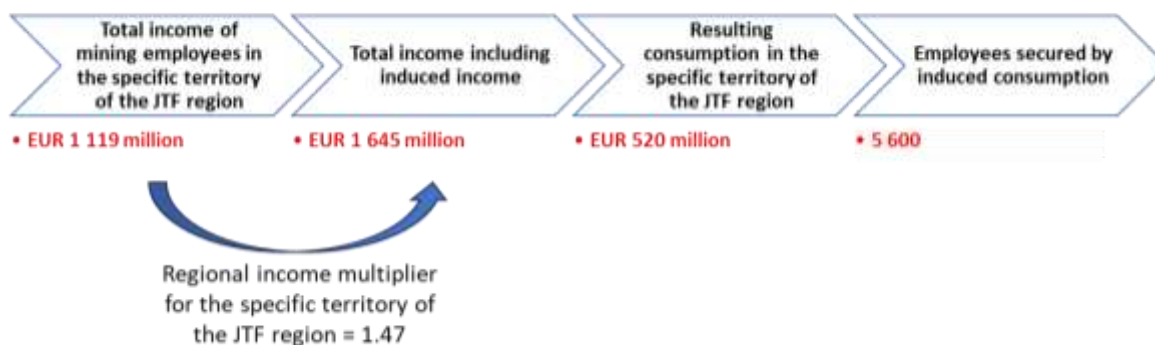 Total income of
mining employees in
the specific territory
of the JTF region
• EUR 1 119 million
Total income including
induced income
• EUR 1 645 million
Resulting
consumption in the
specific territory of
the JTF region
• EUR 520 million
Employees secured by
induced consumption
• 5 600
Regional income multiplier
for the specific territory of
the JTF region = 1.47